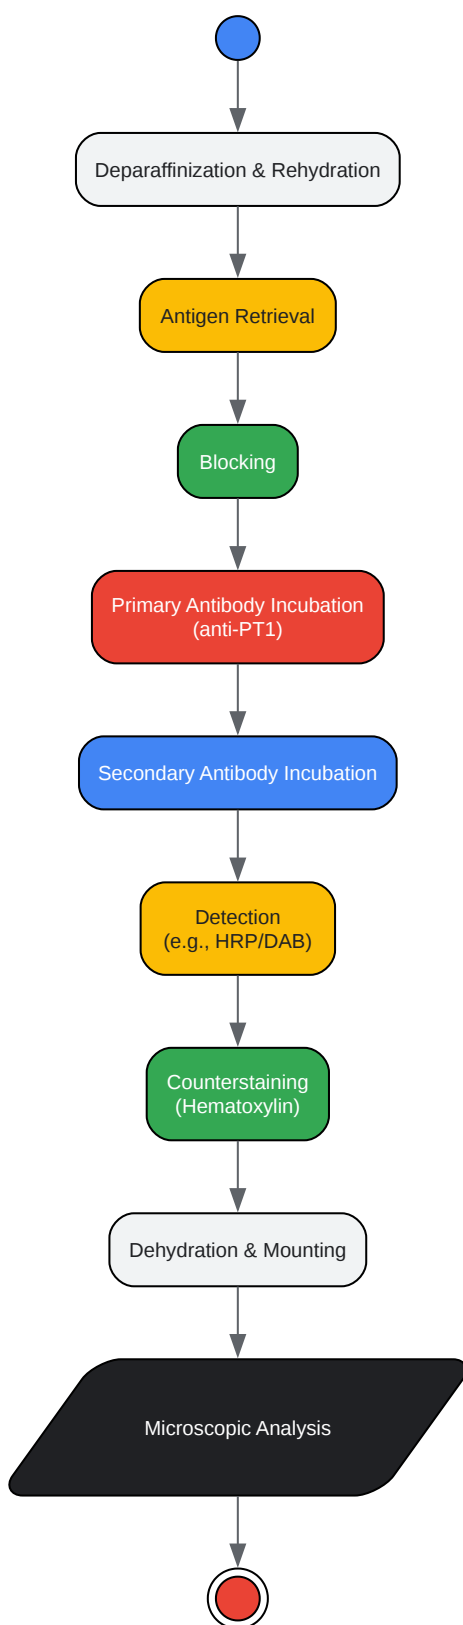 Deparaffinization & Rehydration
Antigen Retrieval
Blocking
Primary Antibody Incubation
(anti-PT1)
Secondary Antibody Incubation
Detection
(e.g., HRP/DAB)
Counterstaining
(Hematoxylin)
Dehydration & Mounting
Microscopic Analysis